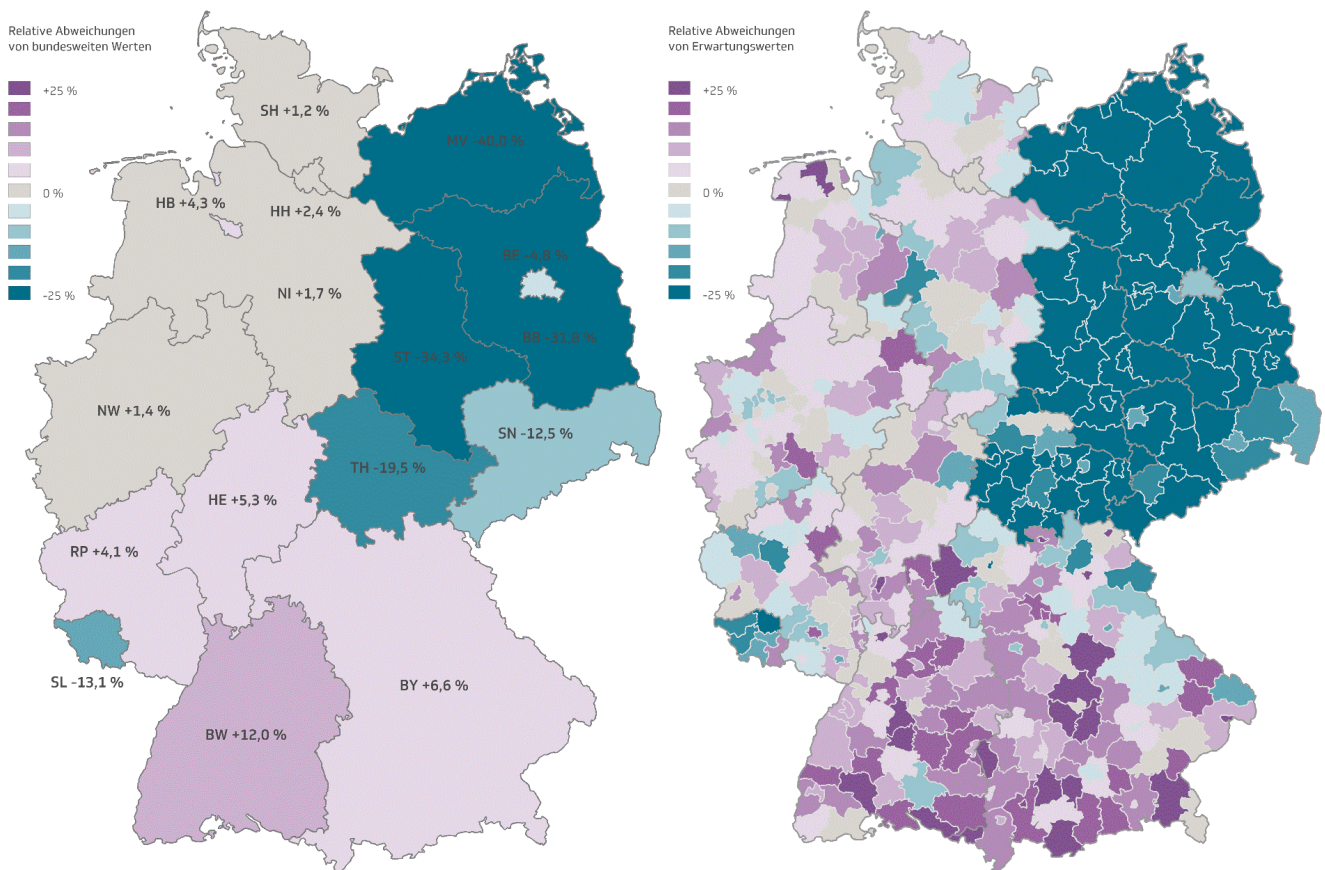 Relative Abweichungen
von bundesweiten Werten
+25 %
0 %
-25 %
SH +1,2 %
MV -40,0 %
HB +4,3 %
HH +2,4 %
BE -4,8 %
NI +1,7 %
BB -31,8 %
ST -34,3 %
NW +1,4 %
SN -12,5 %
TH -19,5 %
HE +5,3 %
RP +4,1 %
SL -13,1 %
BY +6,6 %
BW +12,0 %
Relative Abweichungen
von Erwartungswerten
+25 %
0 %
-25 %